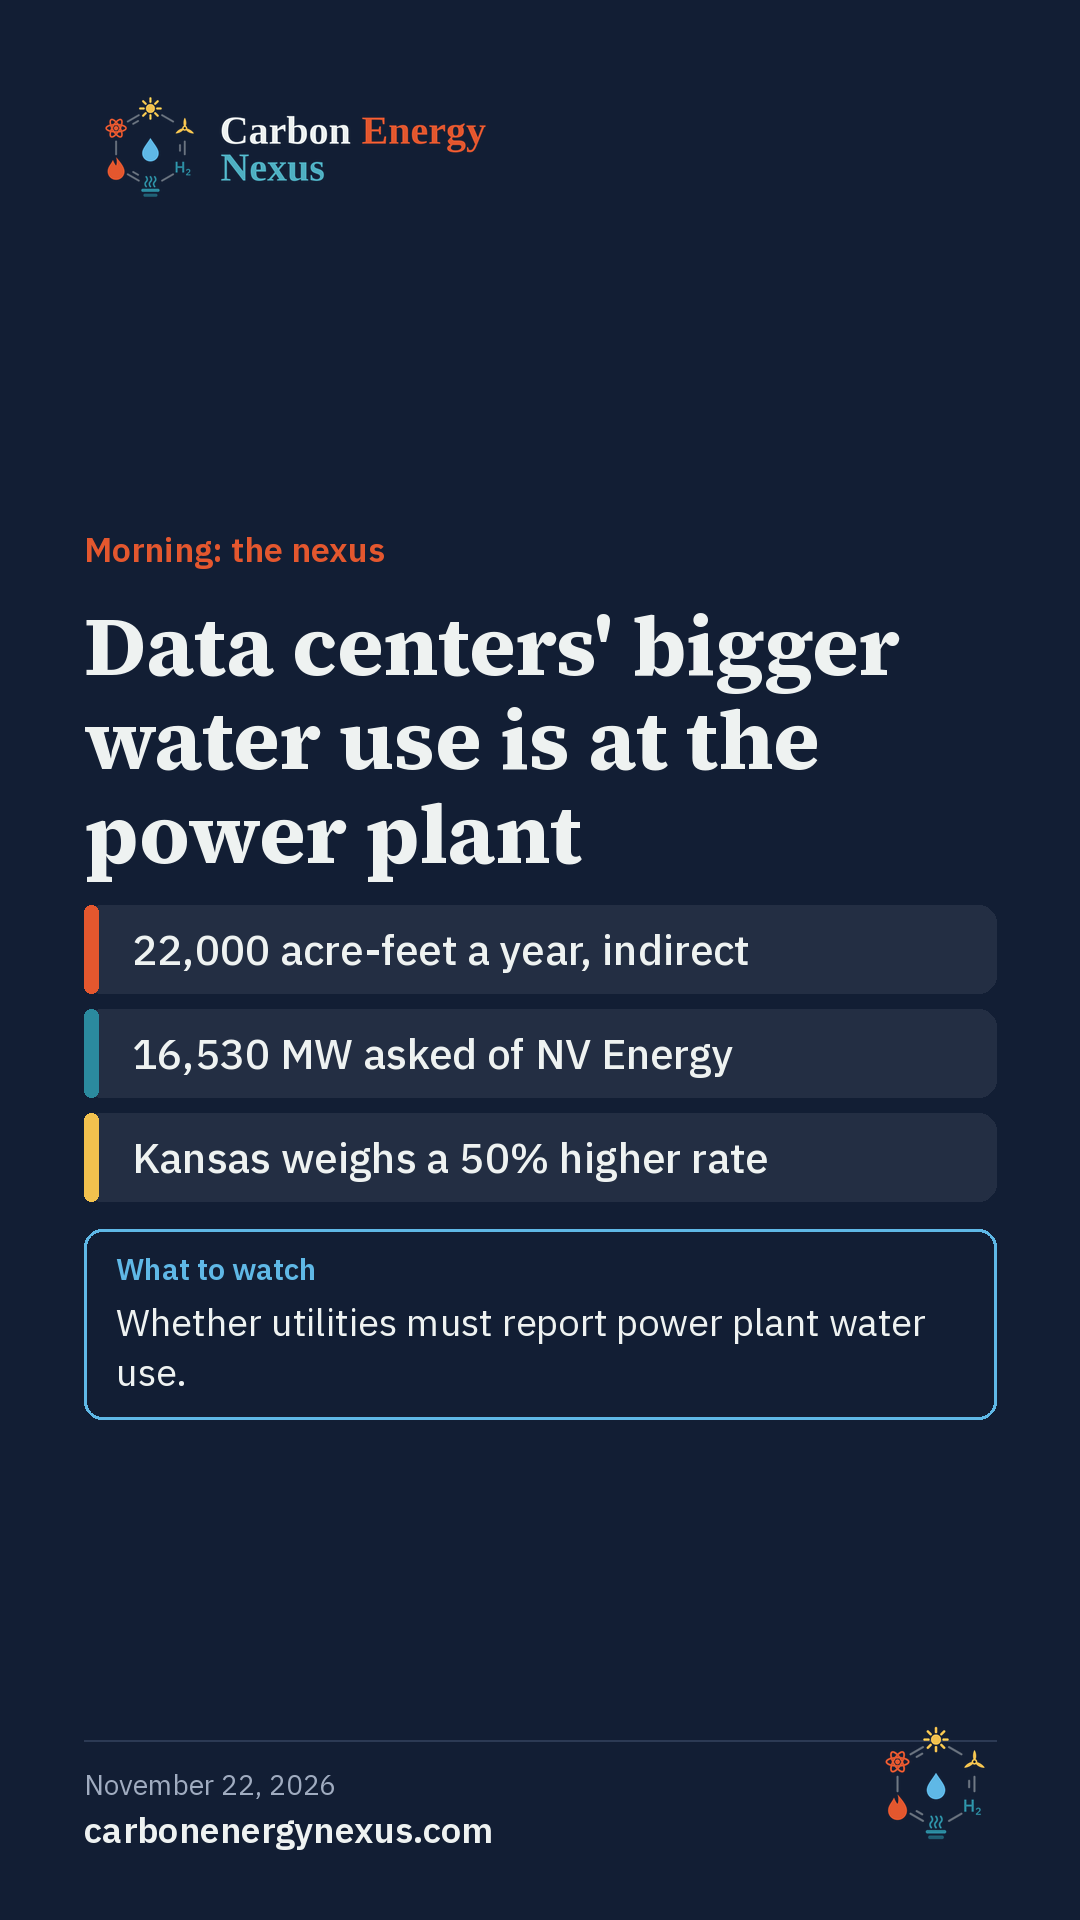 Carbon Energy
Nexus
H₂
Morning: the nexus
Data centers' bigger
water use is at the
power plant
22,000 acre-feet a year, indirect
16,530 MW asked of NV Energy
Kansas weighs a 50% higher rate
What to watch
Whether utilities must report power plant water
use.
November 22, 2026
carbonenergynexus.com
H₂